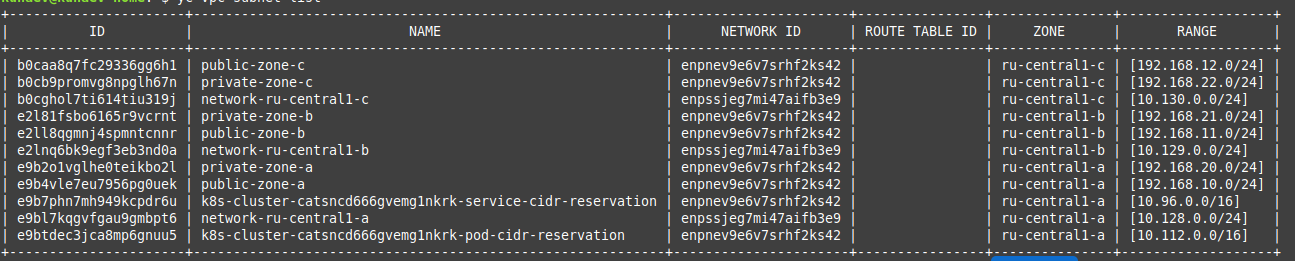 ID NAME NETWORK ID ROUTE TABLE ID ZONE RANGE
b0caa8q7fc29336gg6h1 public-zone-c enpnev9e6v7srhf2ks42 ru-central1-c [192.168.12.0/24]
b0cb9promvg8npglh67n private-zone-c enpnev9e6v7srhf2ks42 ru-central1-c [192.168.22.0/24]
b0cghol7ti614tiu319j network-ru-central1-c enpssjeg7mi47aifb3e9 ru-central1-c [10.130.0.0/24]
e2l81fsbo6165r9vcrnt private-zone-b enpnev9e6v7srhf2ks42 ru-central1-b [192.168.21.0/24]
e2ll8qgmnj4spmntcnnr public-zone-b enpnev9e6v7srhf2ks42 ru-central1-b [192.168.11.0/24]
e2lnq6bk9egf3eb3nd0a network-ru-central1-b enpssjeg7mi47aifb3e9 ru-central1-b [10.129.0.0/24]
e9b2o1vglhe0teikbo2l private-zone-a enpnev9e6v7srhf2ks42 ru-central1-a [192.168.20.0/24]
e9b4vle7eu7956pg0uek public-zone-a enpnev9e6v7srhf2ks42 ru-central1-a [192.168.10.0/24]
e9b7phn7mh949kcpdr6u k8s-cluster-catsncd666gvemg1nkrk-service-cidr-reservation enpnev9e6v7srhf2ks42 ru-central1-a [10.96.0.0/16]
e9bl7kqgvfgau9gmbpt6 network-ru-central1-a enpssjeg7mi47aifb3e9 ru-central1-a [10.128.0.0/24]
e9btdec3jca8mp6gnuu5 k8s-cluster-catsncd666gvemg1nkrk-pod-cidr-reservation enpnev9e6v7srhf2ks42 ru-central1-a [10.112.0.0/16]